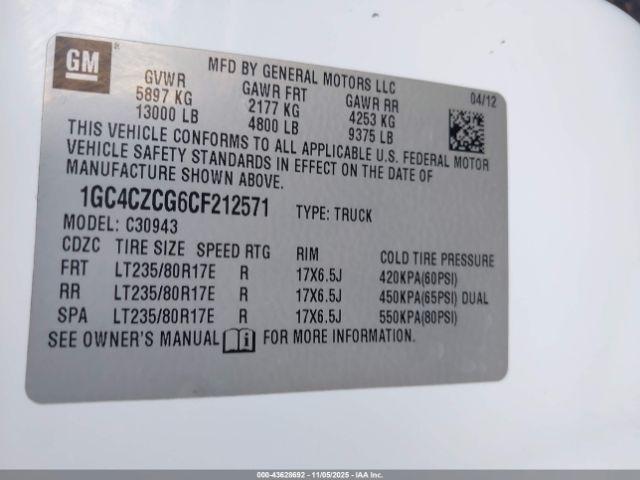 GM ®
MFD BY GENERAL MOTORS LLC
GVWR GAWR FRT GAWR RR 04/12
5897 KG 2177 KG 4253 KG
13000 LB 4800 LB 9375 LB
THIS VEHICLE CONFORMS TO ALL APPLICABLE U.S. FEDERAL MOTOR
VEHICLE SAFETY STANDARDS IN EFFECT ON THE DATE OF
MANUFACTURE SHOWN ABOVE.
1GC4CZCG6CF212571 TYPE: TRUCK
MODEL: C30943
CDZC TIRE SIZE SPEED RTG RIM COLD TIRE PRESSURE
FRT LT235/80R17E R 17X6.5J 420KPA(60PSI)
RR LT235/80R17E R 17X6.5J 450KPA(65PSI) DUAL
SPA LT235/80R17E R 17X6.5J 550KPA(80PSI)
SEE OWNER'S MANUAL FOR MORE INFORMATION.
000-43628692 - 11/05/2025 - IAAI.COM